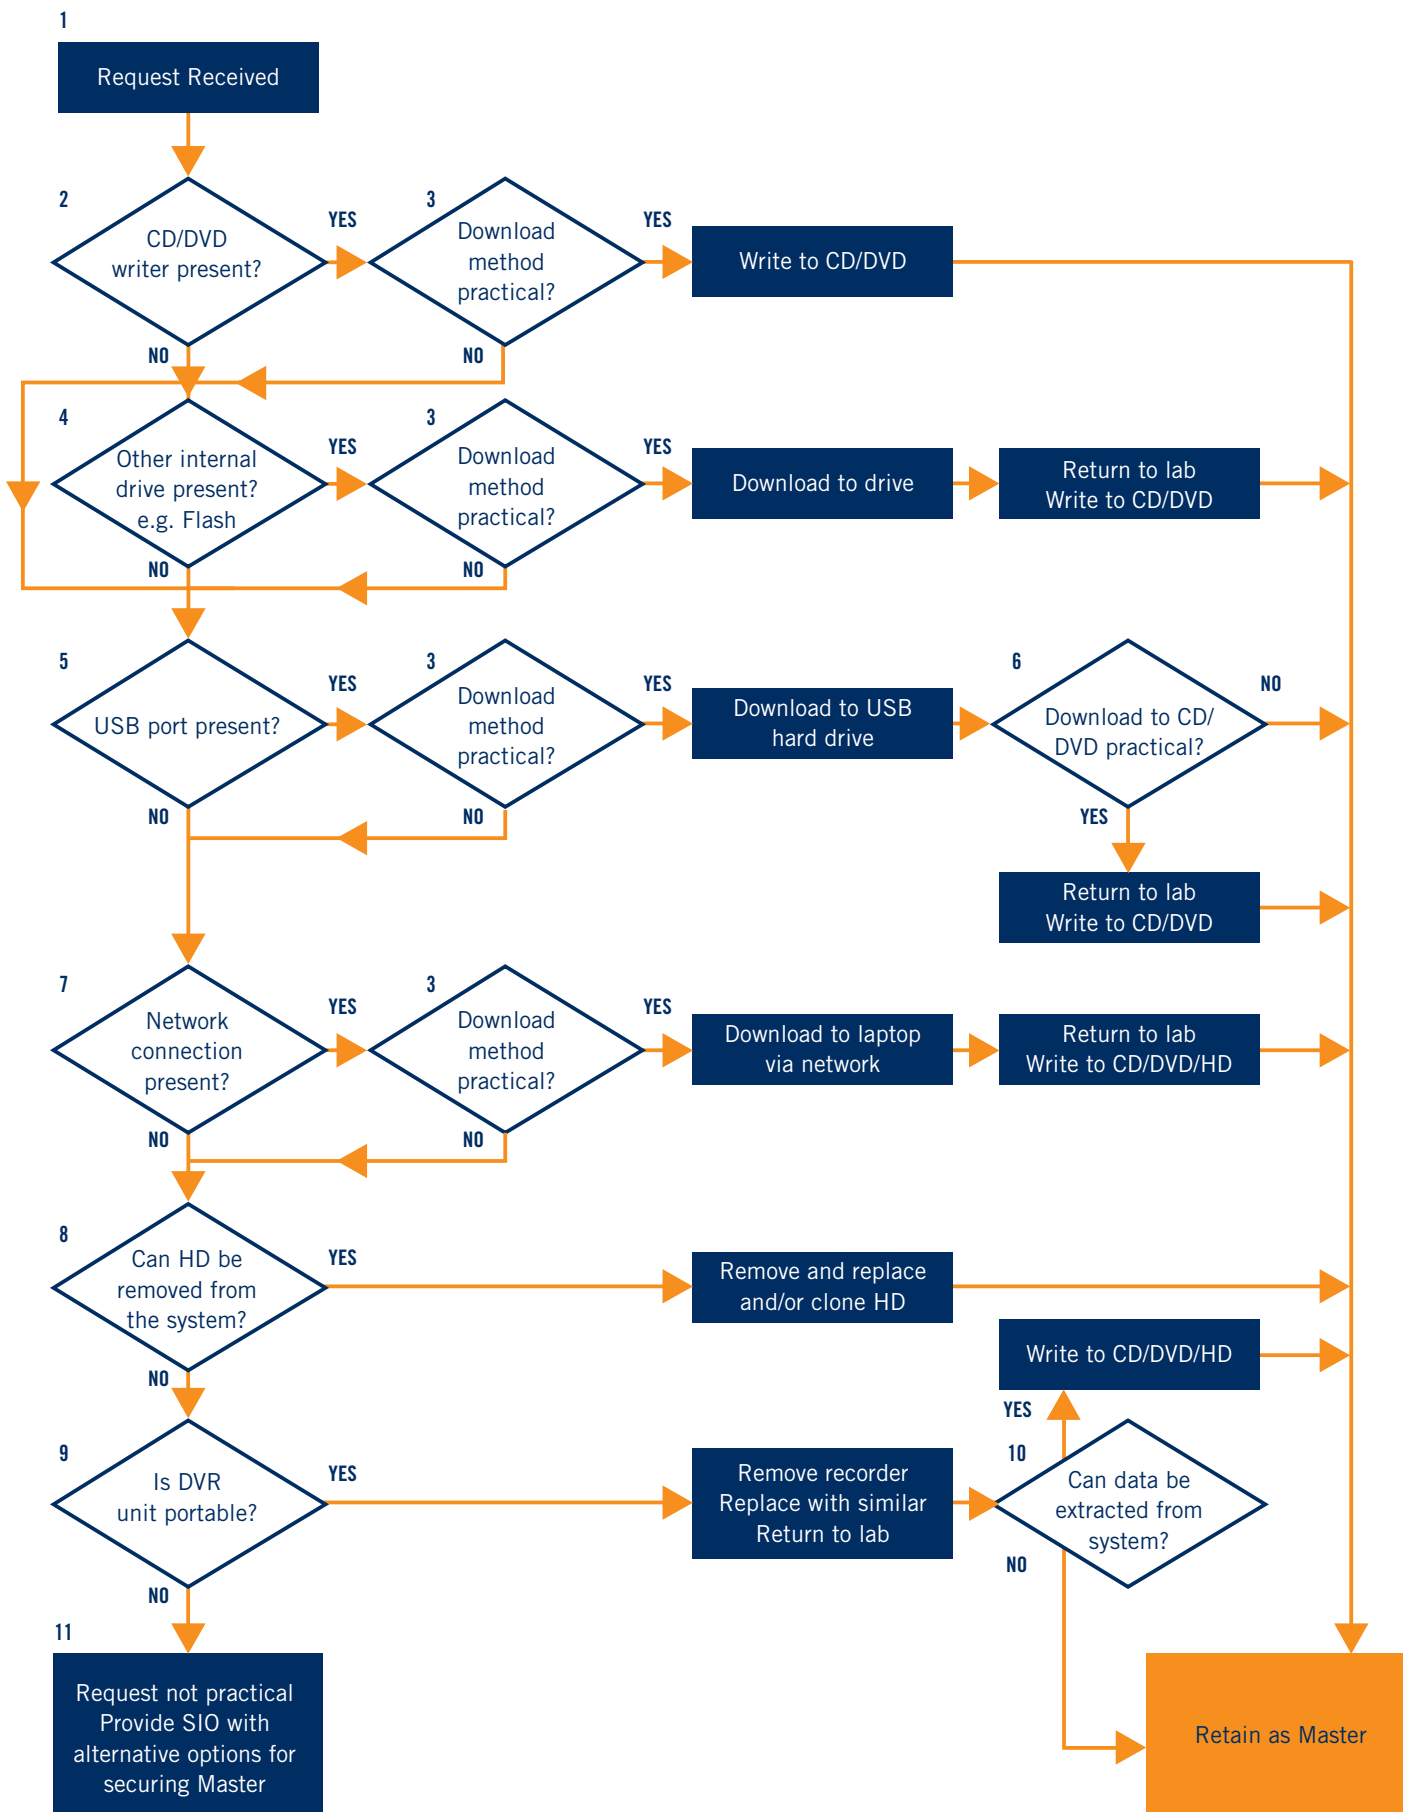 1
Request Received
2
CD/DVD
writer present?
YES
NO
3
Download
method
practical?
YES
NO
Write to CD/DVD
4
Other internal
drive present?
e.g. Flash
YES
NO
3
Download
method
practical?
YES
NO
Download to drive
Return to lab
Write to CD/DVD
5
USB port present?
YES
NO
3
Download
method
practical?
YES
NO
Download to USB
hard drive
6
Download to CD/
DVD practical?
NO
YES
Return to lab
Write to CD/DVD
7
Network
connection
present?
YES
NO
3
Download
method
practical?
YES
NO
Download to laptop
via network
Return to lab
Write to CD/DVD/HD
8
Can HD be
removed from
the system?
YES
NO
Remove and replace
and/or clone HD
Write to CD/DVD/HD
9
Is DVR
unit portable?
YES
NO
Remove recorder
Replace with similar
Return to lab
YES
10
Can data be
extracted from
system?
NO
11
Request not practical
Provide SIO with
alternative options for
securing Master
Retain as Master